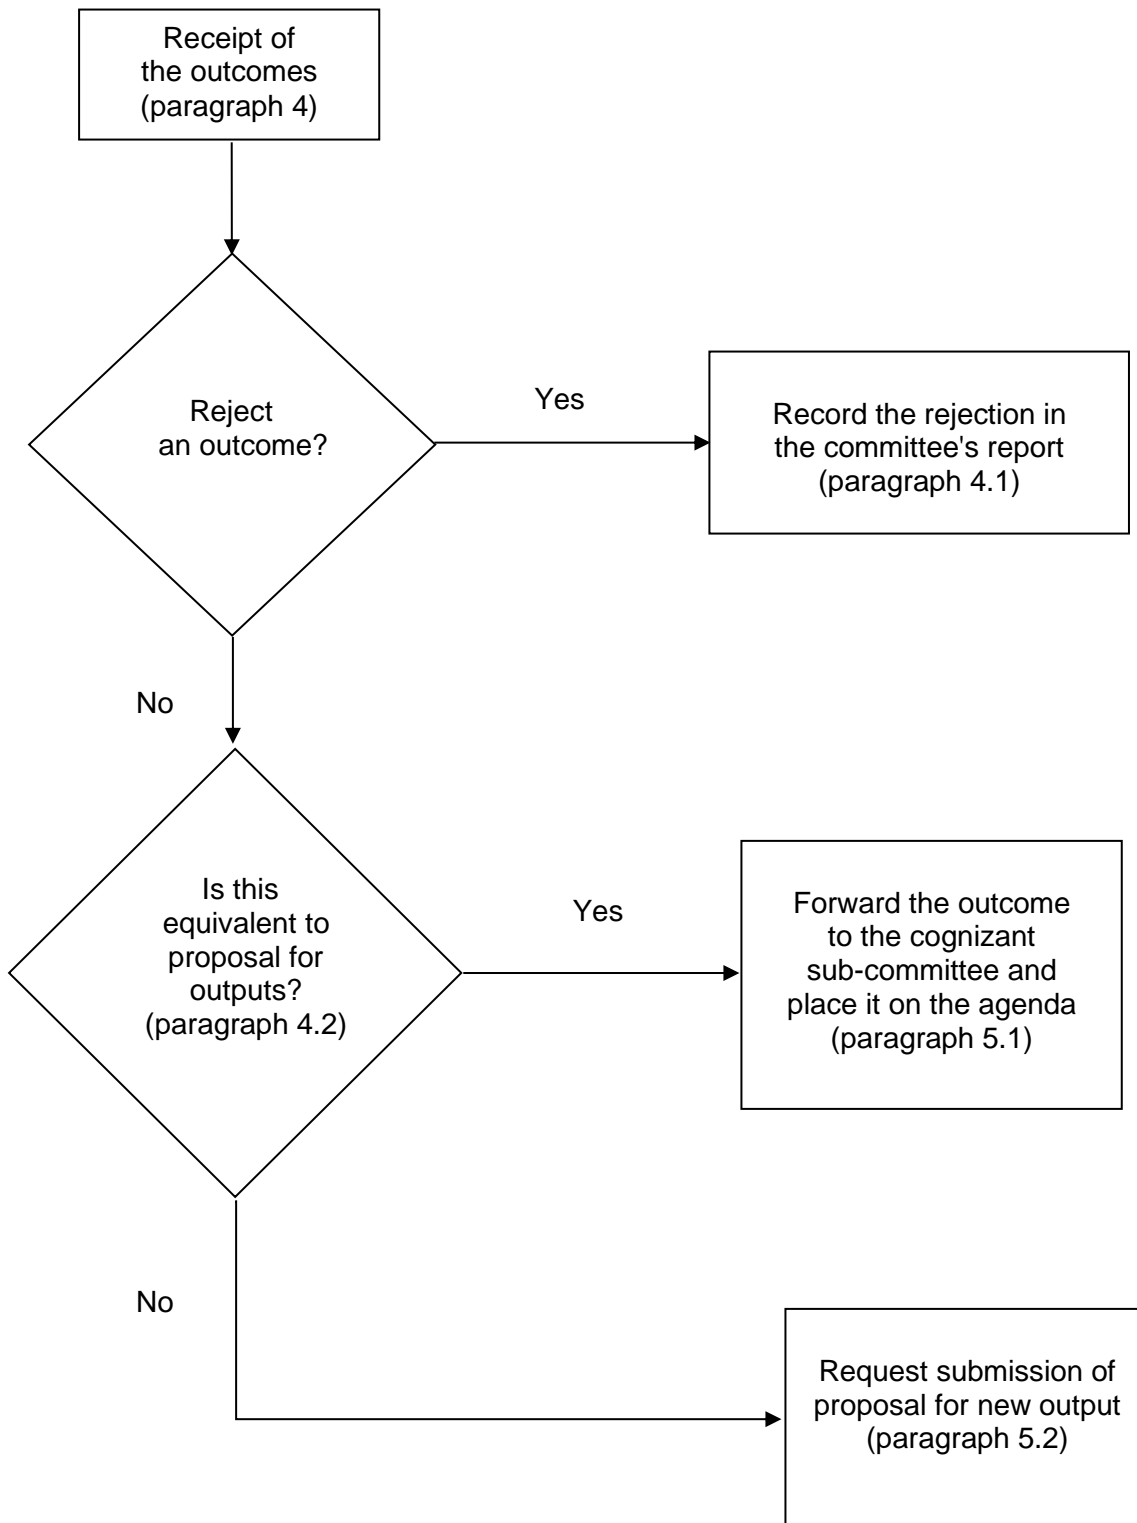 Receipt of
the outcomes
(paragraph 4)
Reject
an outcome?
Yes
Record the rejection in
the committee's report
(paragraph 4.1)
No
Is this
equivalent to
proposal for
outputs?
(paragraph 4.2)
Yes
Forward the outcome
to the cognizant
sub-committee and
place it on the agenda
(paragraph 5.1)
No
Request submission of
proposal for new output
(paragraph 5.2)